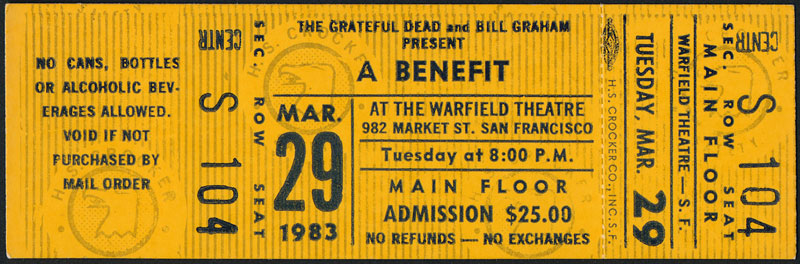 NO CANS, BOTTLES
OR ALCOHOLIC BEV-
ERAGES ALLOWED.
VOID IF NOT
PURCHASED BY
MAIL ORDER
H.S. CROCKER
CENTR
S
104
SEC. ROW SEAT
H.S. CROCKER
THE GRATEFUL DEAD and BILL GRAHAM
PRESENT
A BENEFIT
MAR.
29
1983
AT THE WARFIELD THEATRE
982 MARKET ST. SAN FRANCISCO
Tuesday at 8:00 P.M.
MAIN FLOOR
ADMISSION $25.00
NO REFUNDS — NO EXCHANGES
H.S. CROCKER CO., INC. S.F.
TUESDAY, MAR. 29
WARFIELD THEATRE — S.F.
MAIN FLOOR
SEC. ROW SEAT
CENTR
S
104